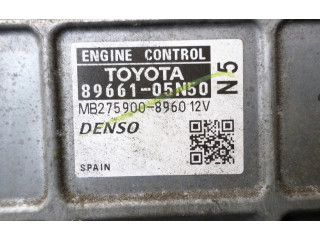 ENGINE CONTROL
TOYOTA
89661-05N50
MB275900-8960 12V
DENSO
SPAIN
N5